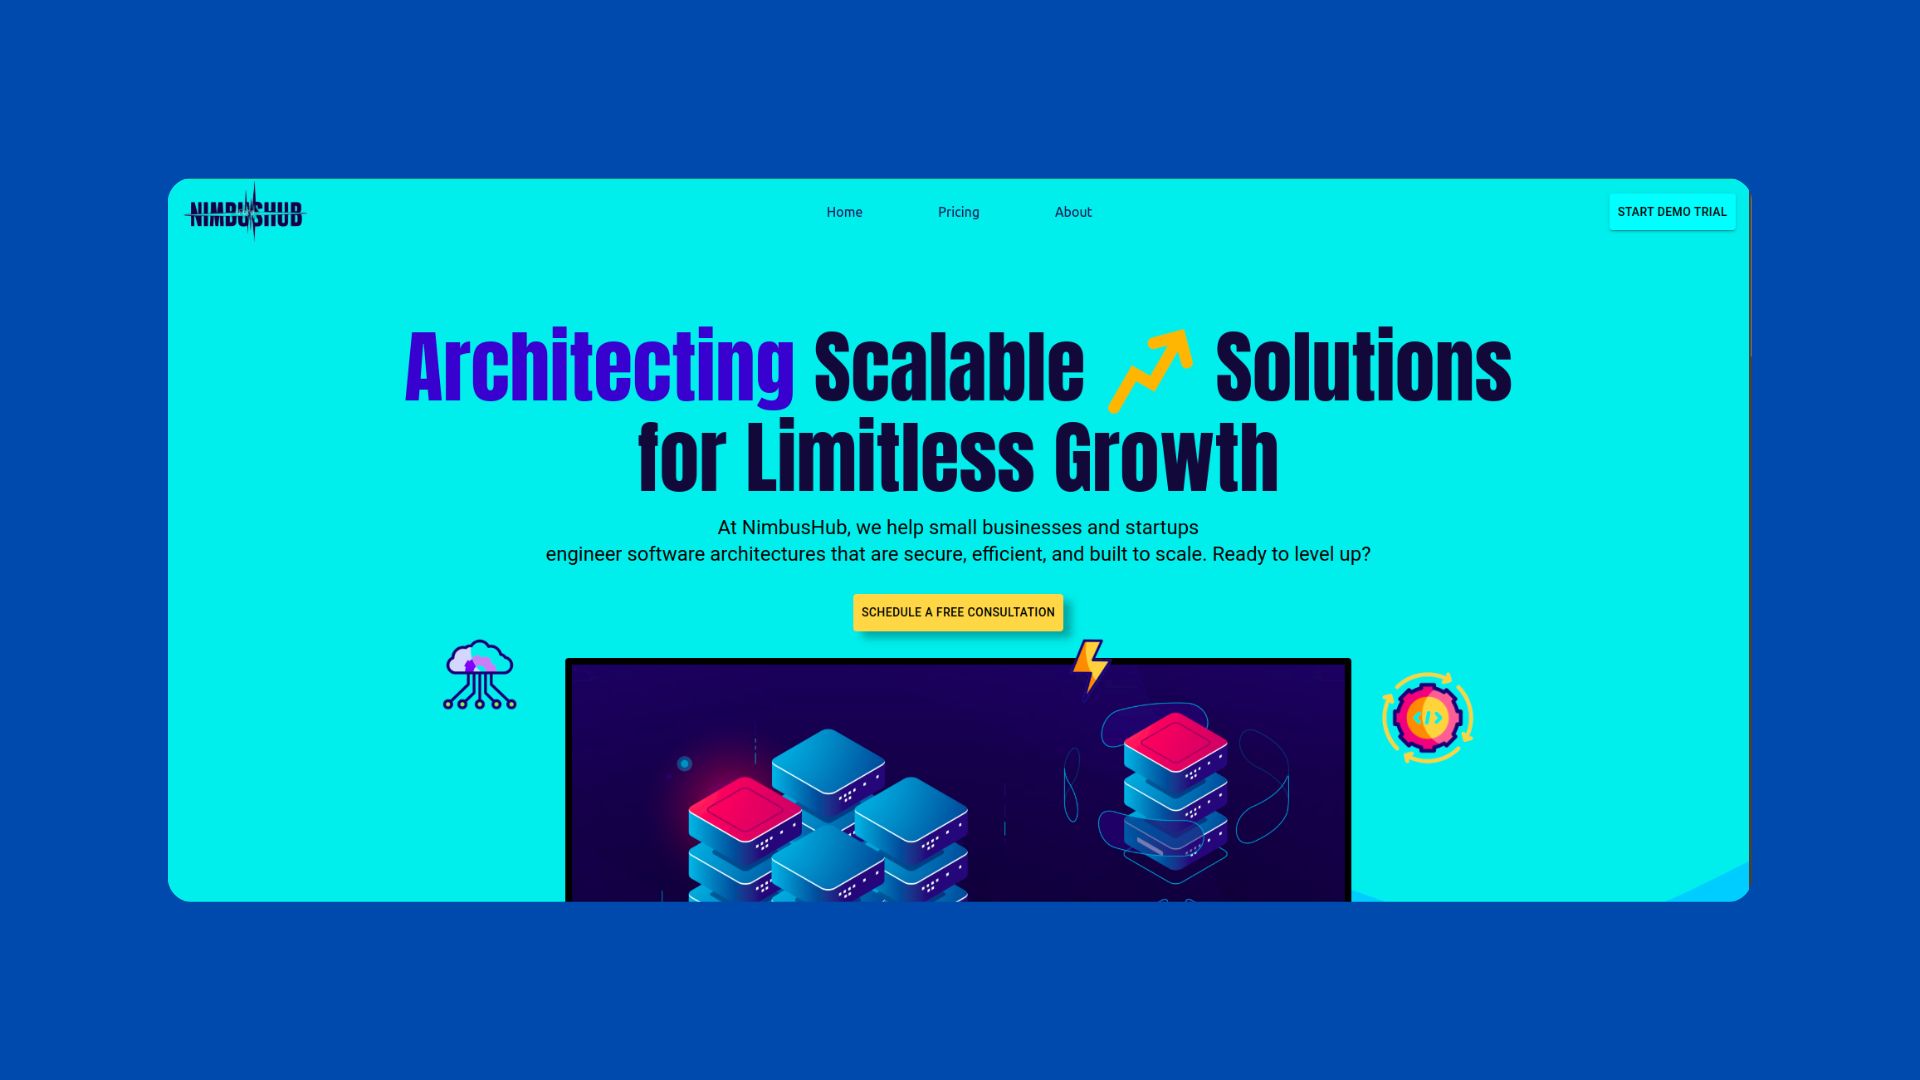 NIMBUSHUB
Home
Pricing
About
START DEMO TRIAL
Architecting Scalable Solutions
for Limitless Growth
At NimbusHub, we help small businesses and startups
engineer software architectures that are secure, efficient, and built to scale. Ready to level up?
SCHEDULE A FREE CONSULTATION